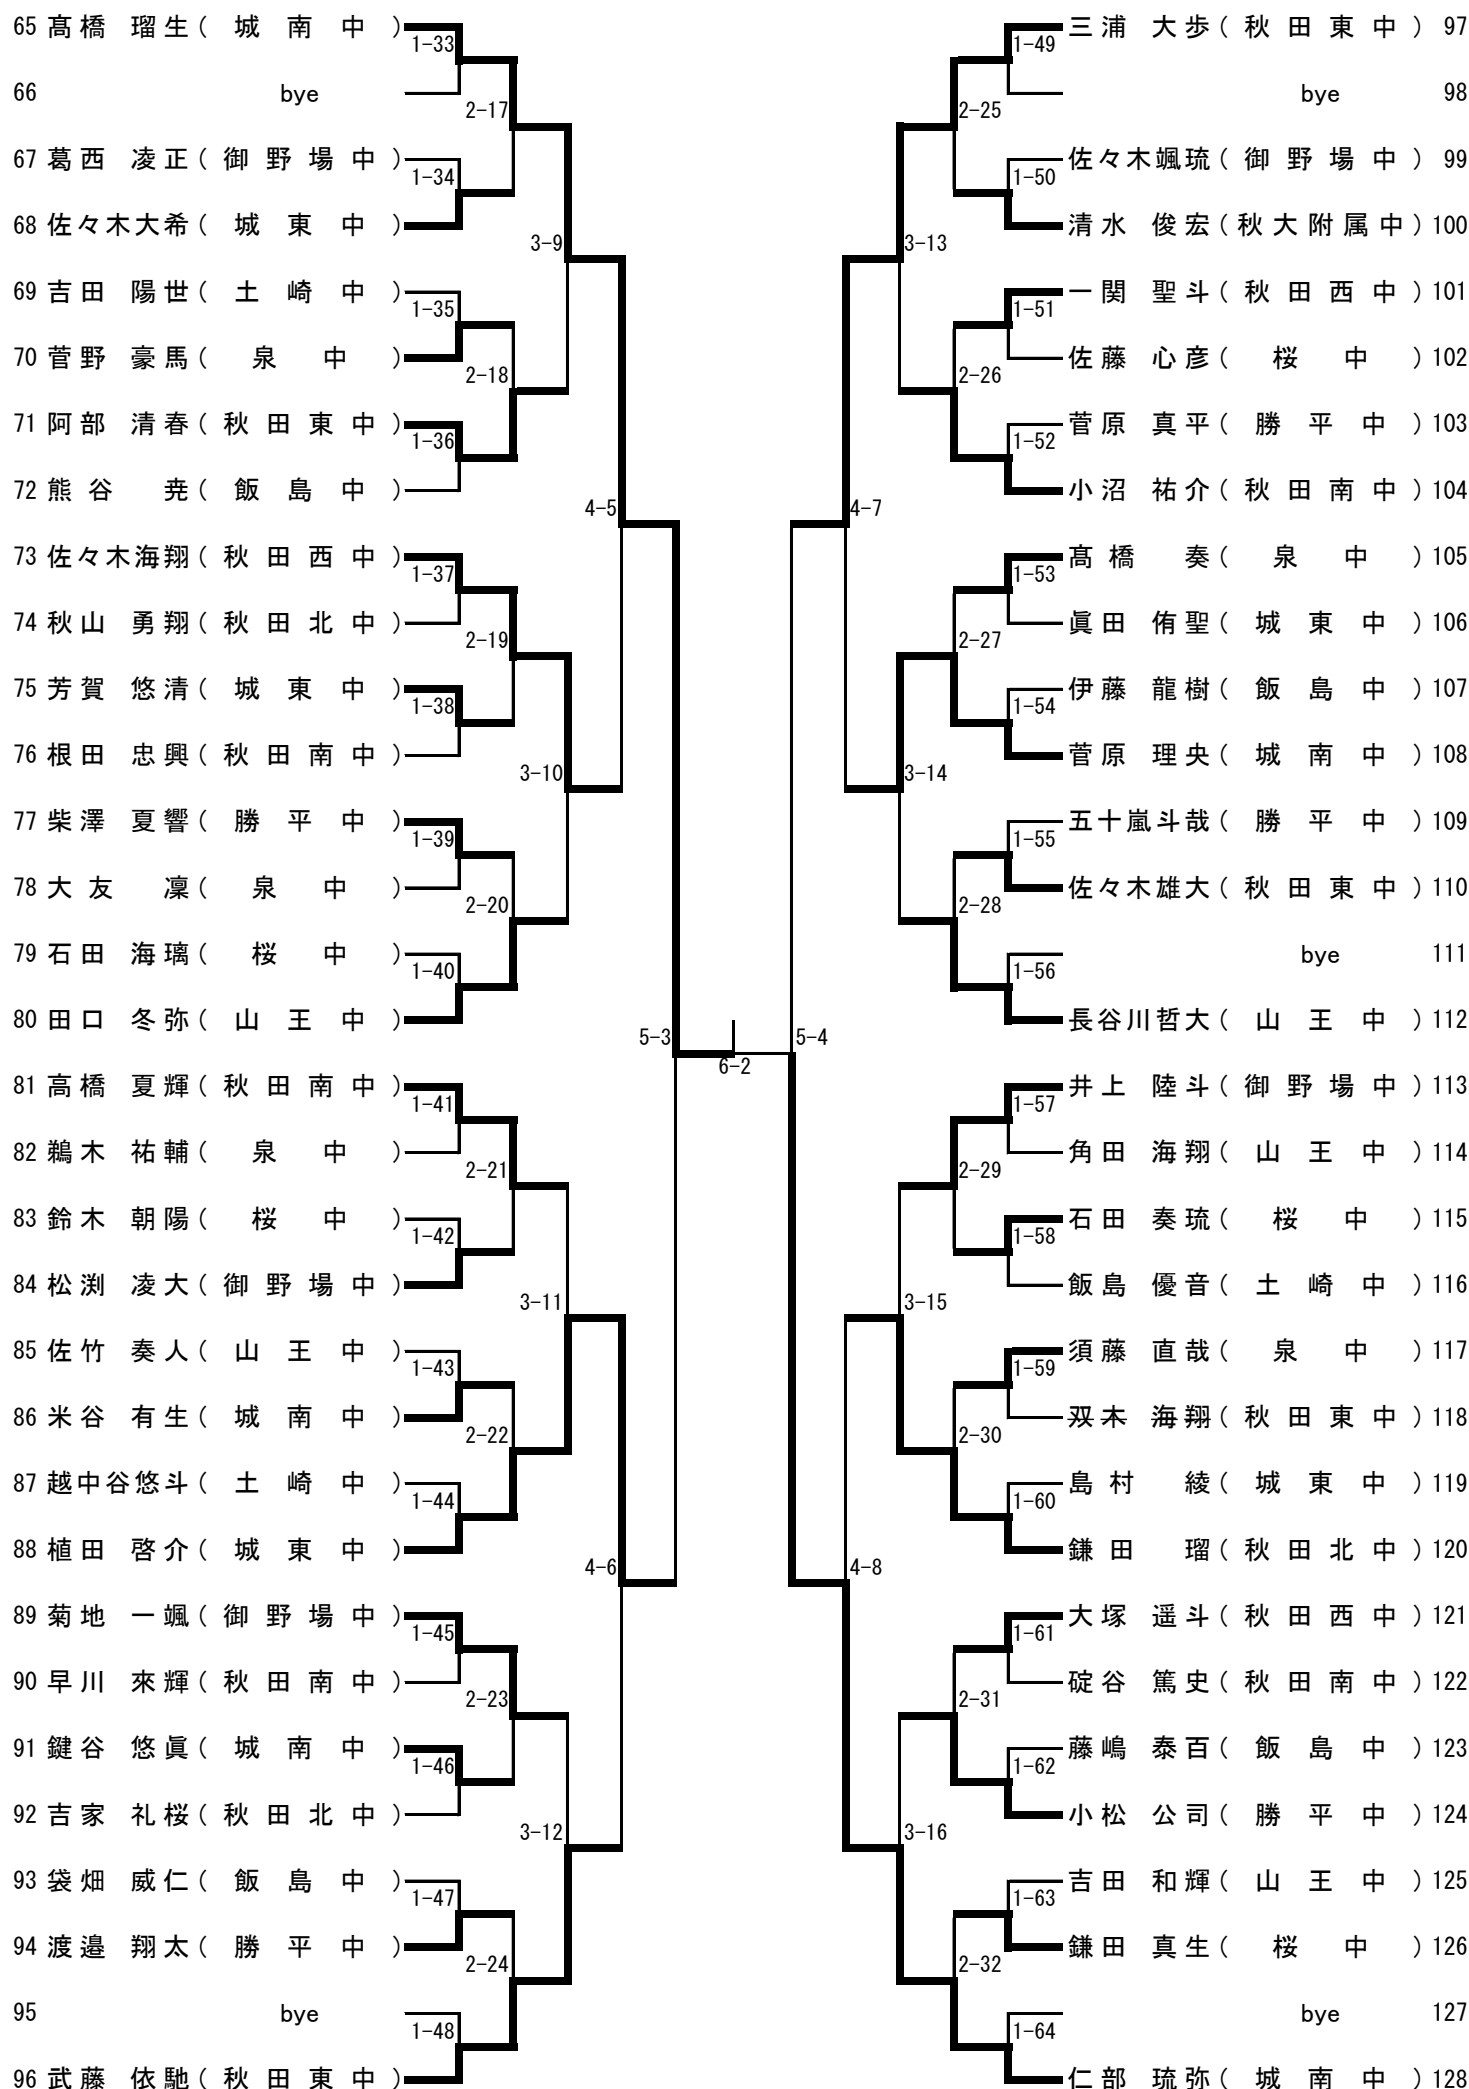 65 髙橋 瑠生 ( 城南中 )
1-33
66 bye
2-17
67 葛西 凌正 ( 御野場中 )
1-34
68 佐々木大希 ( 城東中 )
3-9
69 吉田 陽世 ( 土崎中 )
1-35
70 菅野 豪馬 ( 泉中 )
2-18
71 阿部 清春 ( 秋田東中 )
1-36
72 熊谷 尭 ( 飯島中 )
4-5
73 佐々木海翔 ( 秋田西中 )
1-37
74 秋山 勇翔 ( 秋田北中 )
2-19
75 芳賀 悠清 ( 城東中 )
1-38
76 根田 忠興 ( 秋田南中 )
3-10
77 柴澤 夏響 ( 勝平中 )
1-39
78 大友 凜 ( 泉中 )
2-20
79 石田 海璃 ( 桜中 )
1-40
80 田口 冬弥 ( 山王中 )
5-3
6-2
81 高橋 夏輝 ( 秋田南中 )
1-41
82 鵜木 祐輔 ( 泉中 )
2-21
83 鈴木 朝陽 ( 桜中 )
1-42
84 松渕 凌大 ( 御野場中 )
3-11
85 佐竹 奏人 ( 山王中 )
1-43
86 米谷 有生 ( 城南中 )
2-22
87 越中谷悠斗 ( 土崎中 )
1-44
88 植田 啓介 ( 城東中 )
4-6
89 菊地 一颯 ( 御野場中 )
1-45
90 早川 來輝 ( 秋田南中 )
2-23
91 鍵谷 悠眞 ( 城南中 )
1-46
92 吉家 礼桜 ( 秋田北中 )
3-12
93 袋畑 威仁 ( 飯島中 )
1-47
94 渡邉 翔太 ( 勝平中 )
2-24
95 bye
1-48
96 武藤 依馳 ( 秋田東中 )
三浦 大歩 ( 秋田東中 ) 97
1-49
bye 98
2-25
佐々木颯琉 ( 御野場中 ) 99
1-50
清水 俊宏 ( 秋大附属中 ) 100
3-13
一関 聖斗 ( 秋田西中 ) 101
1-51
佐藤 心彦 ( 桜中 ) 102
2-26
菅原 真平 ( 勝平中 ) 103
1-52
小沼 祐介 ( 秋田南中 ) 104
4-7
髙橋 奏 ( 泉中 ) 105
1-53
眞田 侑聖 ( 城東中 ) 106
2-27
伊藤 龍樹 ( 飯島中 ) 107
1-54
菅原 理央 ( 城南中 ) 108
3-14
五十嵐斗哉 ( 勝平中 ) 109
1-55
佐々木雄大 ( 秋田東中 ) 110
2-28
bye 111
1-56
長谷川哲大 ( 山王中 ) 112
5-4
井上 陸斗 ( 御野場中 ) 113
1-57
角田 海翔 ( 山王中 ) 114
2-29
石田 奏琉 ( 桜中 ) 115
1-58
飯島 優音 ( 土崎中 ) 116
3-15
須藤 直哉 ( 泉中 ) 117
1-59
双木 海翔 ( 秋田東中 ) 118
2-30
島村 綾 ( 城東中 ) 119
1-60
鎌田 瑠 ( 秋田北中 ) 120
4-8
大塚 遥斗 ( 秋田西中 ) 121
1-61
碇谷 篤史 ( 秋田南中 ) 122
2-31
藤嶋 泰百 ( 飯島中 ) 123
1-62
小松 公司 ( 勝平中 ) 124
3-16
吉田 和輝 ( 山王中 ) 125
1-63
鎌田 真生 ( 桜中 ) 126
2-32
bye 127
1-64
仁部 琉弥 ( 城南中 ) 128